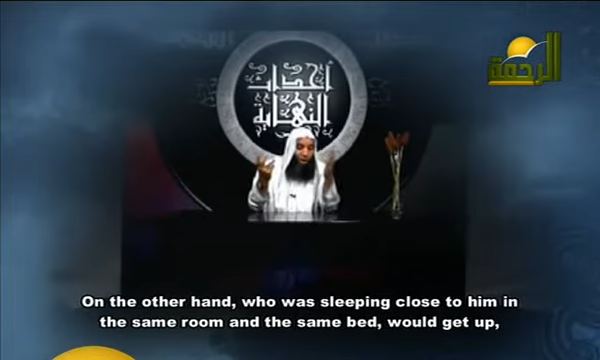 الرحمة
أحداث
النهاية
On the other hand, who was sleeping close to him in
the same room and the same bed, would get up,